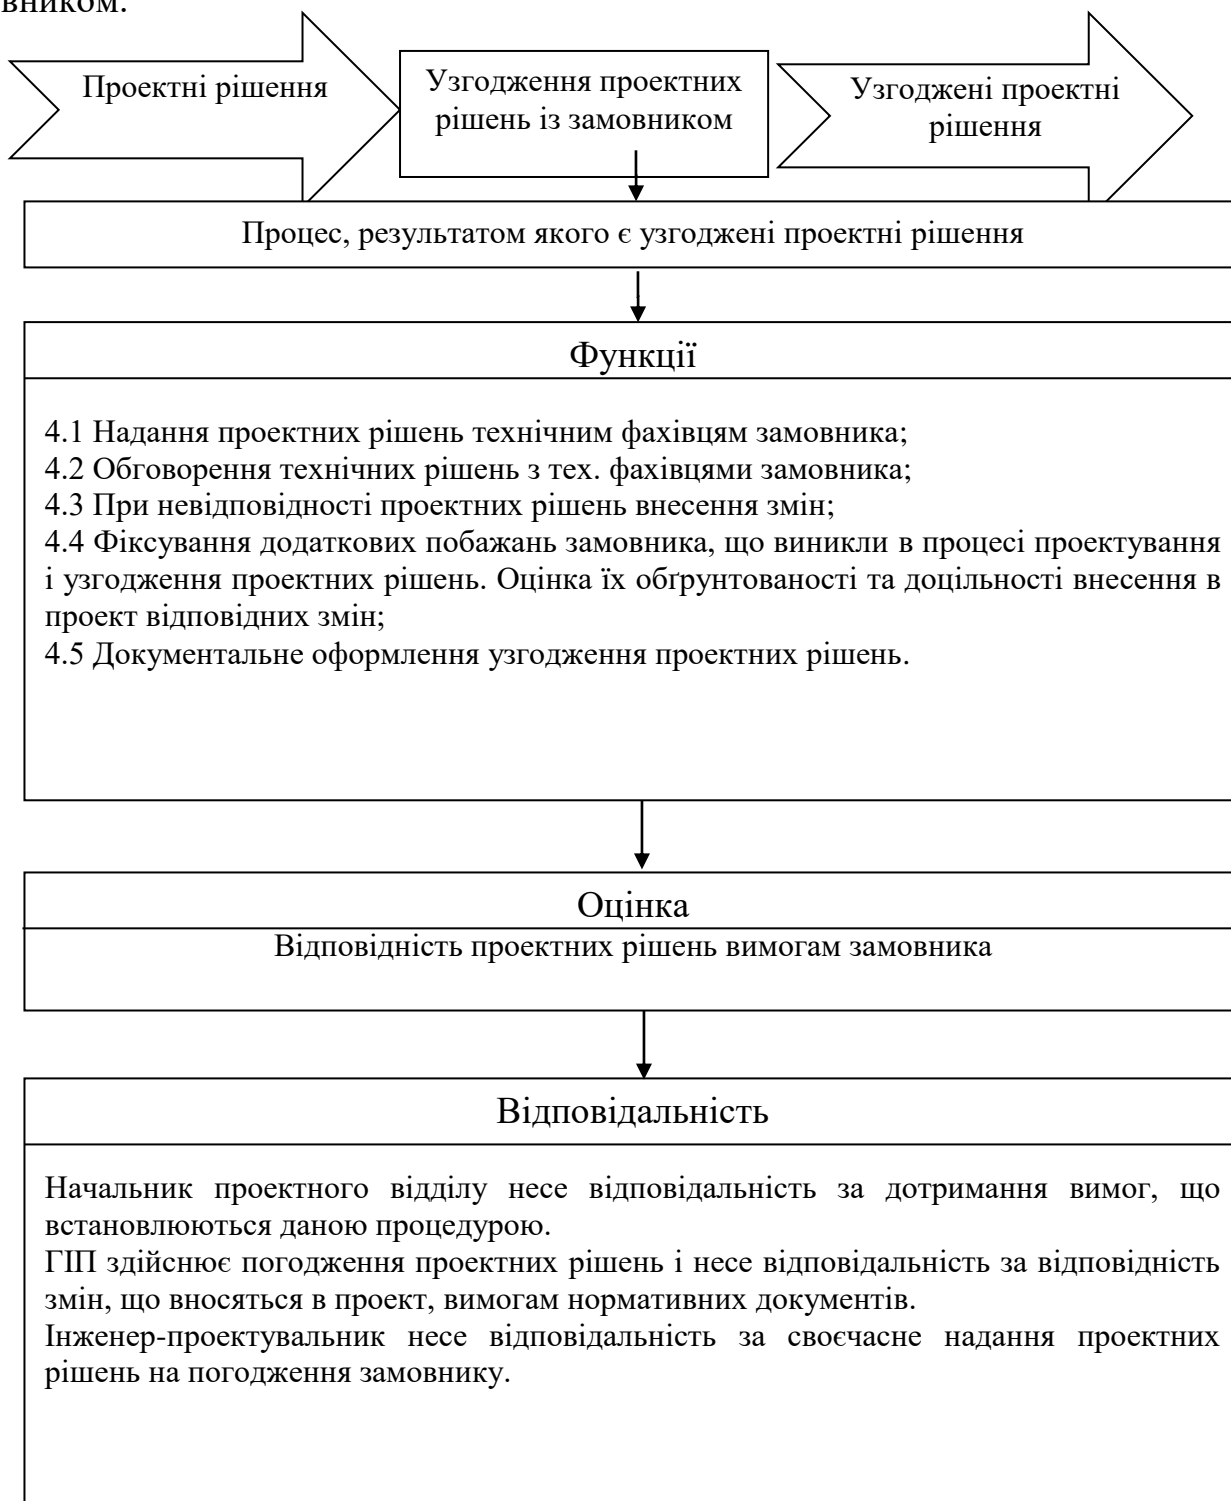 вником.
Проектні рішення
Узгодження проектних
рішень із замовником
Узгоджені проектні
рішення
Процес, результатом якого є узгоджені проектні рішення
Функції
4.1 Надання проектних рішень технічним фахівцям замовника;
4.2 Обговорення технічних рішень з тех. фахівцями замовника;
4.3 При невідповідності проектних рішень внесення змін;
4.4 Фіксування додаткових побажань замовника, що виникли в процесі проектування
і узгодження проектних рішень. Оцінка їх обґрунтованості та доцільності внесення в
проект відповідних змін;
4.5 Документальне оформлення узгодження проектних рішень.
Оцінка
Відповідність проектних рішень вимогам замовника
Відповідальність
Начальник проектного відділу несе відповідальність за дотримання вимог, що
встановлюються даною процедурою.
ГІП здійснює погодження проектних рішень і несе відповідальність за відповідність
змін, що вносяться в проект, вимогам нормативних документів.
Інженер-проектувальник несе відповідальність за своєчасне надання проектних
рішень на погодження замовнику.